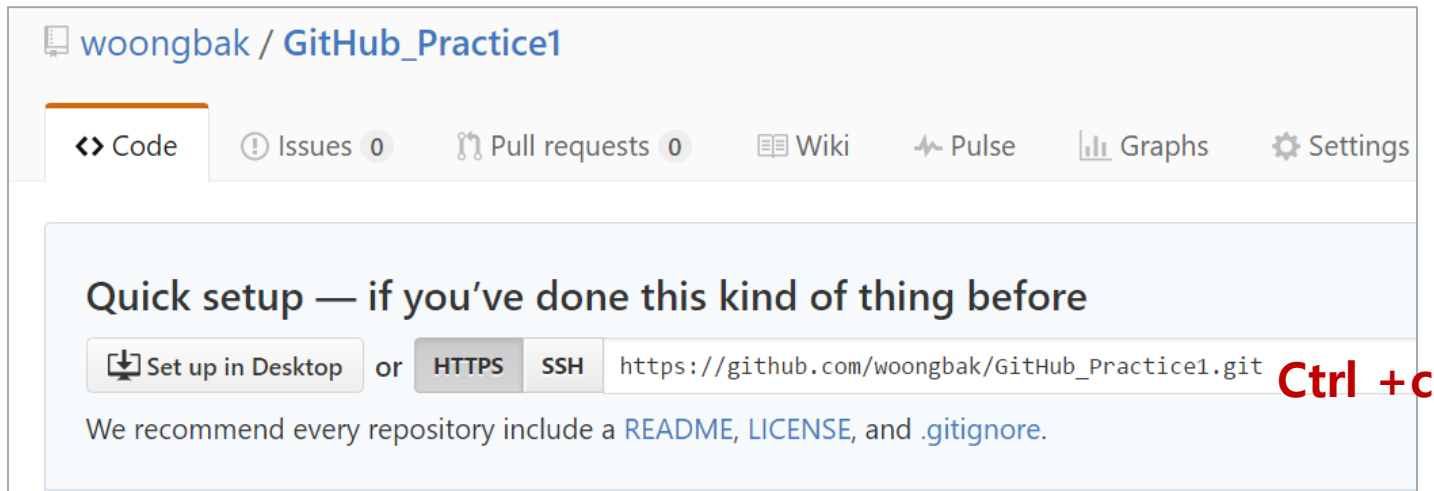 woongbak / GitHub_Practice1
<> Code Issues 0 Pull requests 0 Wiki Pulse Graphs Settings
Quick setup — if you’ve done this kind of thing before
Set up in Desktop or HTTPS SSH https://github.com/woongbak/GitHub_Practice1.git Ctrl +c
We recommend every repository include a README, LICENSE, and .gitignore.